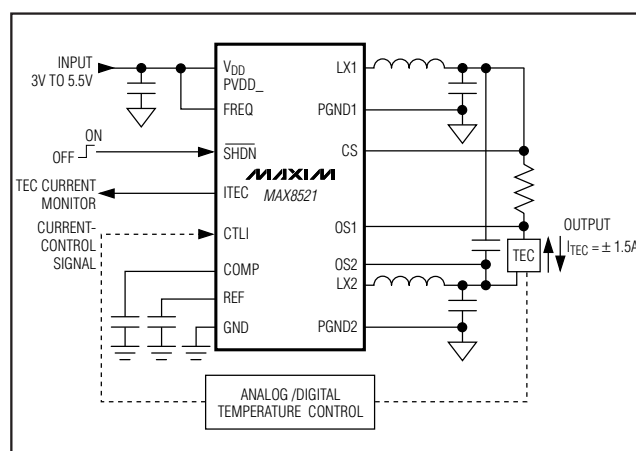 INPUT
3V TO 5.5V
ON
OFF
TEC CURRENT
MONITOR
CURRENT-
CONTROL
SIGNAL
VDD
PVDD_
FREQ
SHDN
ITEC
CTLI
COMP
REF
GND
MAXIM
MAX8521
LX1
PGND1
CS
OS1
OS2
LX2
PGND2
OUTPUT
ITEC = ± 1.5A
TEC
ANALOG /DIGITAL
TEMPERATURE CONTROL